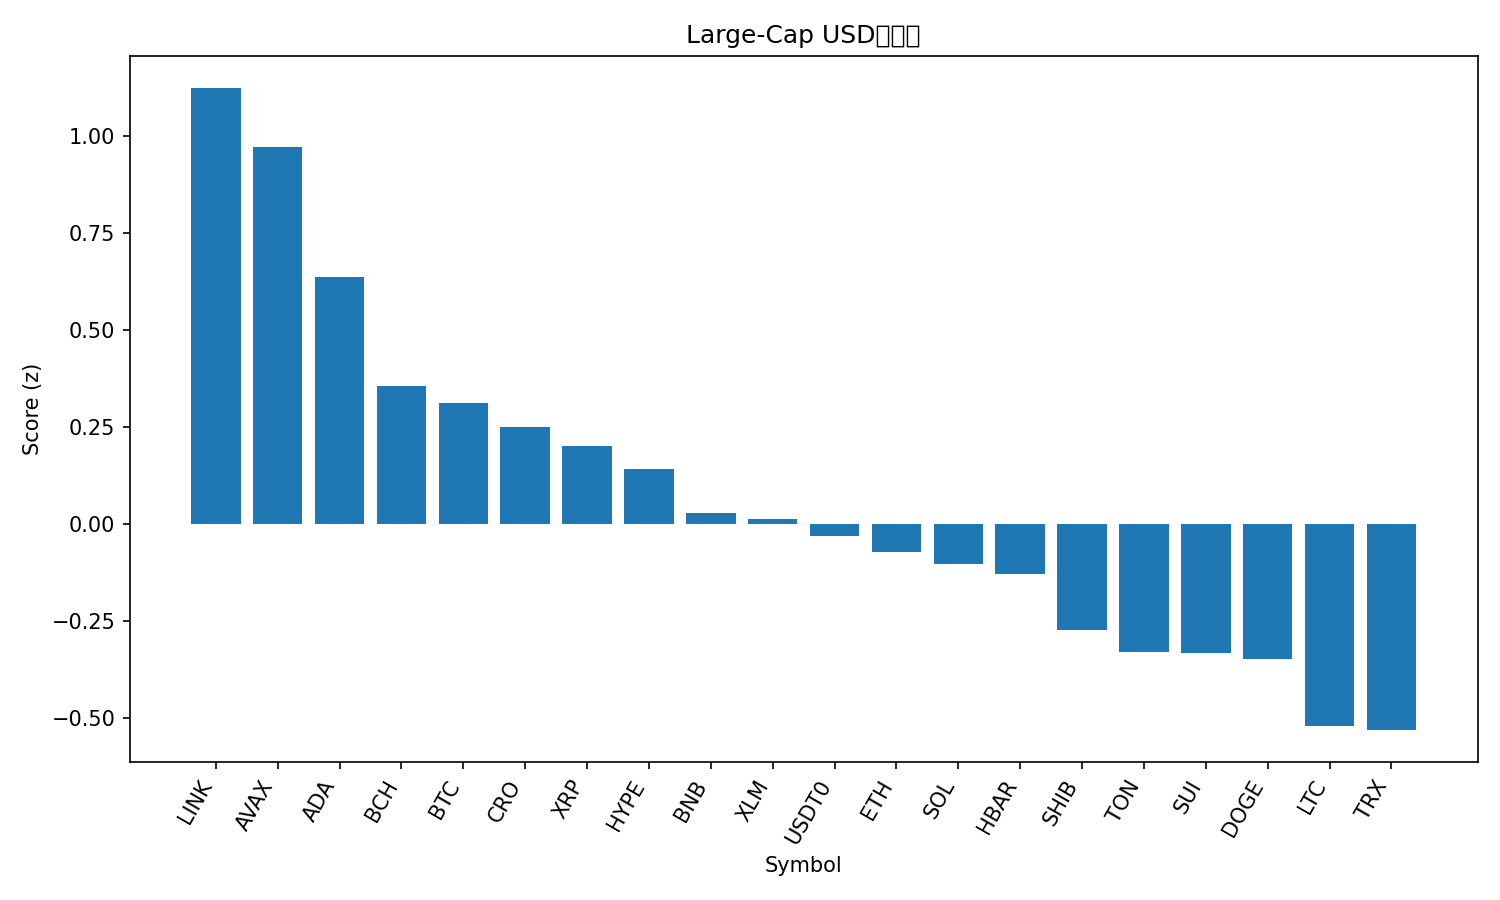 Large-Cap USD
Score (z)
1.00
0.75
0.50
0.25
0.00
−0.25
−0.50
LINK
AVAX
ADA
BCH
BTC
CRO
XRP
HYPE
BNB
XLM
USDT0
ETH
SOL
HBAR
SHIB
TON
SUI
DOGE
LTC
TRX
Symbol